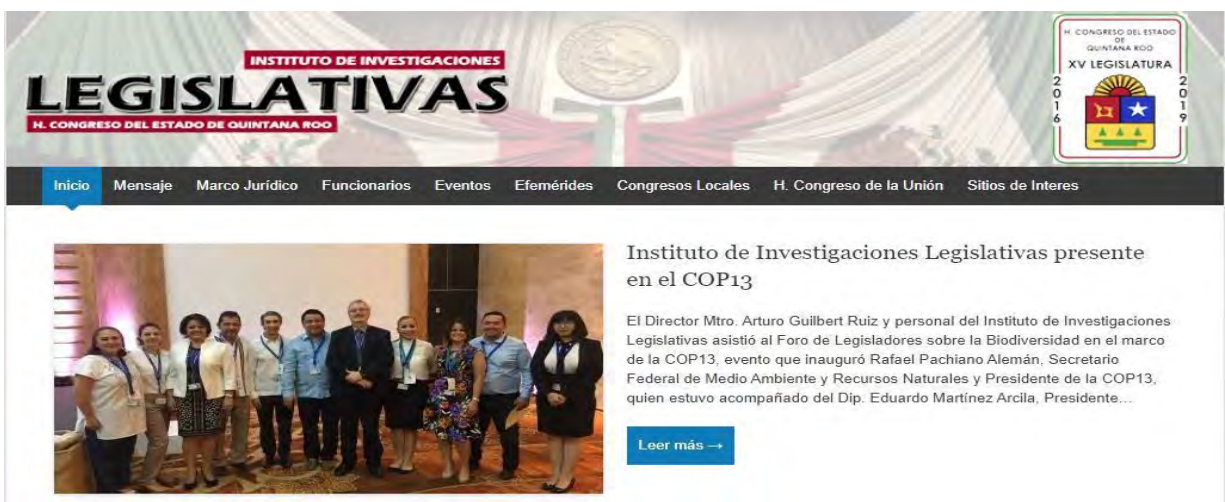 INSTITUTO DE INVESTIGACIONES
LEGISLATIVAS
H. CONGRESO DEL ESTADO DE QUINTANA ROO
H. CONGRESO DEL ESTADO
DE
QUINTANA ROO
XV LEGISLATURA
2016
2019
Inicio Mensaje Marco Jurídico Funcionarios Eventos Efemérides Congresos Locales H. Congreso de la Unión Sitios de Interes
Instituto de Investigaciones Legislativas presente
en el COP13
El Director Mtro. Arturo Guilbert Ruiz y personal del Instituto de Investigaciones
Legislativas asistió al Foro de Legisladores sobre la Biodiversidad en el marco
de la COP13, evento que inauguró Rafael Pachiano Alemán, Secretario
Federal de Medio Ambiente y Recursos Naturales y Presidente de la COP13,
quien estuvo acompañado del Dip. Eduardo Martínez Arcila, Presidente...
Leer más →